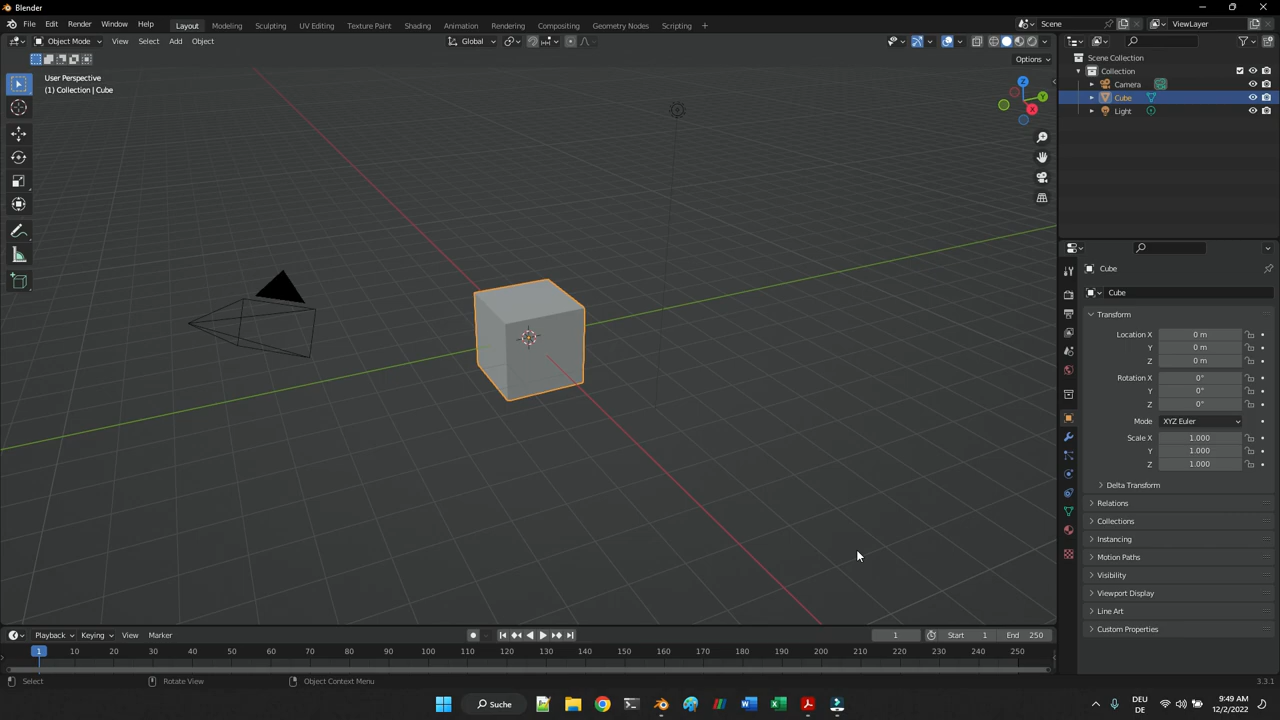 Blender
File Edit Render Window Help
Layout Modeling Sculpting UV Editing Texture Paint Shading Animation Rendering Compositing Geometry Nodes Scripting +
Scene
ViewLayer
Object Mode View Select Add Object
Global
Options
User Perspective
(1) Collection | Cube
Z
Y
X
Scene Collection
Collection
Camera
Cube
Light
Cube
Cube
Transform
Location X 0 m
Y 0 m
Z 0 m
Rotation X 0°
Y 0°
Z 0°
Mode XYZ Euler
Scale X 1.000
Y 1.000
Z 1.000
Delta Transform
Relations
Collections
Instancing
Motion Paths
Visibility
Viewport Display
Line Art
Custom Properties
Playback Keying View Marker
1 Start 1 End 250
1 10 20 30 40 50 60 70 80 90 100 110 120 130 140 150 160 170 180 190 200 210 220 230 240 250
Select Rotate View Object Context Menu 3.3.1
Suche
DEU
DE
9:49 AM
12/2/2022